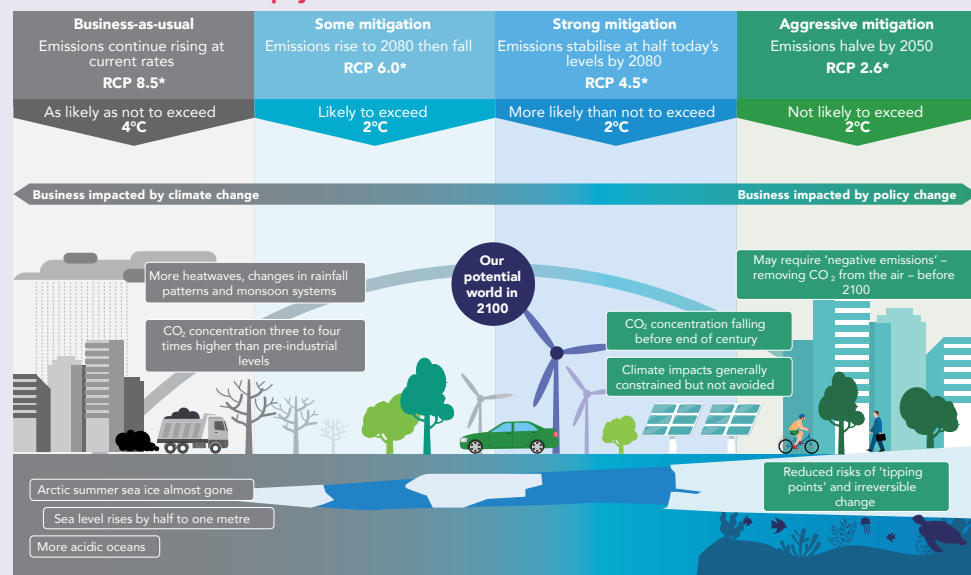 Business-as-usual
Emissions continue rising at
current rates
RCP 8.5*
As likely as not to exceed
4°C
Some mitigation
Emissions rise to 2080 then fall
RCP 6.0*
Likely to exceed
2°C
Strong mitigation
Emissions stabilise at half today's
levels by 2080
RCP 4.5*
More likely than not to exceed
2°C
Aggressive mitigation
Emissions halve by 2050
RCP 2.6*
Not likely to exceed
2°C
Business impacted by climate change
Business impacted by policy change
More heatwaves, changes in rainfall
patterns and monsoon systems
CO₂ concentration three to four
times higher than pre-industrial
levels
Our
potential
world in
2100
May require 'negative emissions' –
removing CO₂ from the air – before
2100
CO₂ concentration falling
before end of century
Climate impacts generally
constrained but not avoided
Arctic summer sea ice almost gone
Sea level rises by half to one metre
More acidic oceans
Reduced risks of 'tipping
points' and irreversible
change